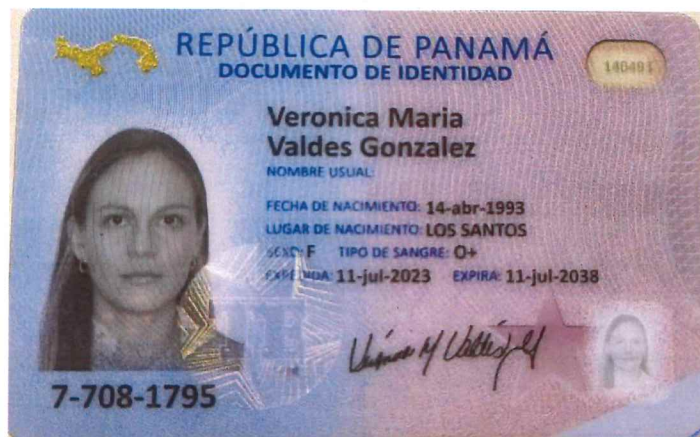 REPÚBLICA DE PANAMÁ
DOCUMENTO DE IDENTIDAD
140493
Veronica Maria
Valdes Gonzalez
NOMBRE USUAL:
FECHA DE NACIMIENTO: 14-abr-1993
LUGAR DE NACIMIENTO: LOS SANTOS
SEXO: F TIPO DE SANGRE: O+
EXPEDIDA: 11-jul-2023 EXPIRA: 11-jul-2038
7-708-1795